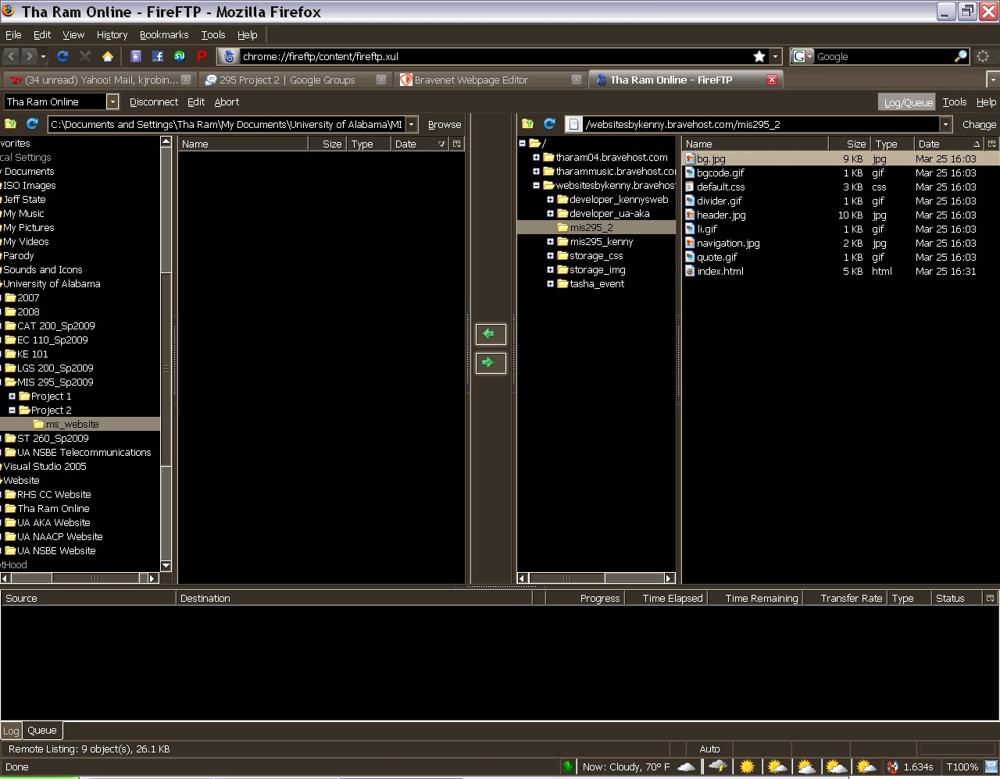 Tha Ram Online - FireFTP - Mozilla Firefox
File Edit View History Bookmarks Tools Help
chrome://fireftp/content/fireftp.xul
Google
(34 unread) Yahoo! Mail, kjrobin...
295 Project 2 | Google Groups
Bravenet Webpage Editor
Tha Ram Online - FireFTP
Tha Ram Online Disconnect Edit Abort
Log/Queue Tools Help
C:\Documents and Settings\Tha Ram\My Documents\University of Alabama\MI Browse
/websitesbykenny.bravehost.com/mis295_2 Change
vorites
cal Settings
y Documents
ISO Images
Jeff State
My Music
My Pictures
My Videos
Parody
Sounds and Icons
University of Alabama
2007
2008
CAT 200_Sp2009
EC 110_Sp2009
KE 101
LGS 200_Sp2009
MIS 295_Sp2009
Project 1
Project 2
ms_website
ST 260_Sp2009
UA NSBE Telecommunications
Visual Studio 2005
Website
RHS CC Website
Tha Ram Online
UA AKA Website
UA NAACP Website
UA NSBE Website
etHood
Name Size Type Date
/
tharam04.bravehost.com
tharammusic.bravehost.com
websitesbykenny.bravehost
developer_kennysweb
developer_ua-aka
mis295_2
mis295_kenny
storage_css
storage_img
tasha_event
Name Size Type Date
bg.jpg 9 KB jpg Mar 25 16:03
bgcode.gif 1 KB gif Mar 25 16:03
default.css 3 KB css Mar 25 16:03
divider.gif 1 KB gif Mar 25 16:03
header.jpg 10 KB jpg Mar 25 16:03
li.gif 1 KB gif Mar 25 16:03
navigation.jpg 2 KB jpg Mar 25 16:03
quote.gif 1 KB gif Mar 25 16:03
index.html 5 KB html Mar 25 16:31
Source Destination Progress Time Elapsed Time Remaining Transfer Rate Type Status
Log Queue
Remote Listing: 9 object(s), 26.1 KB Auto
Done Now: Cloudy, 70º F 1.634s T100%